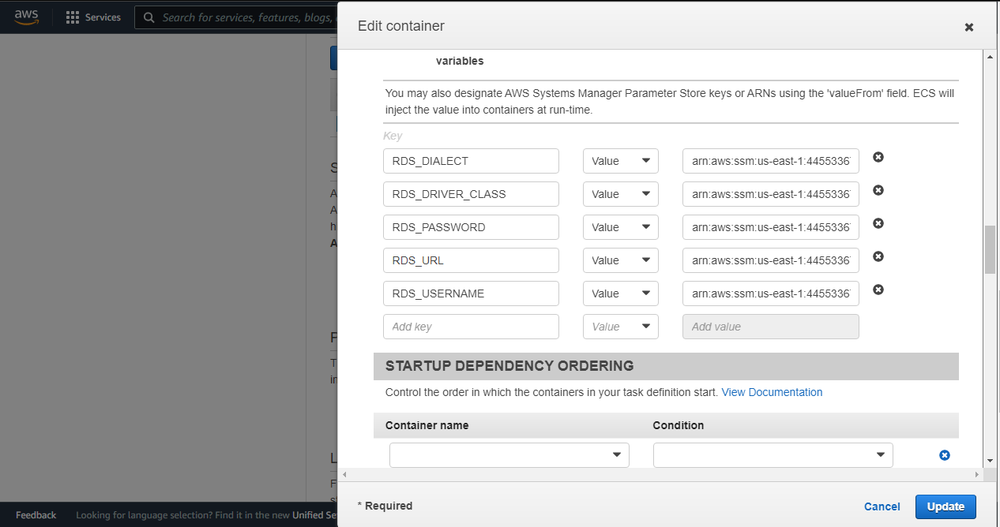 aws
Services
Search for services, features, blogs,
Edit container
variables
You may also designate AWS Systems Manager Parameter Store keys or ARNs using the 'valueFrom' field. ECS will
inject the value into containers at run-time.
Key
RDS_DIALECT Value arn:aws:ssm:us-east-1:4455336
RDS_DRIVER_CLASS Value arn:aws:ssm:us-east-1:4455336
RDS_PASSWORD Value arn:aws:ssm:us-east-1:4455336
RDS_URL Value arn:aws:ssm:us-east-1:4455336
RDS_USERNAME Value arn:aws:ssm:us-east-1:4455336
Add key Value Add value
STARTUP DEPENDENCY ORDERING
Control the order in which the containers in your task definition start. View Documentation
Container name Condition
* Required
Cancel Update
Feedback Looking for language selection? Find it in the new Unified